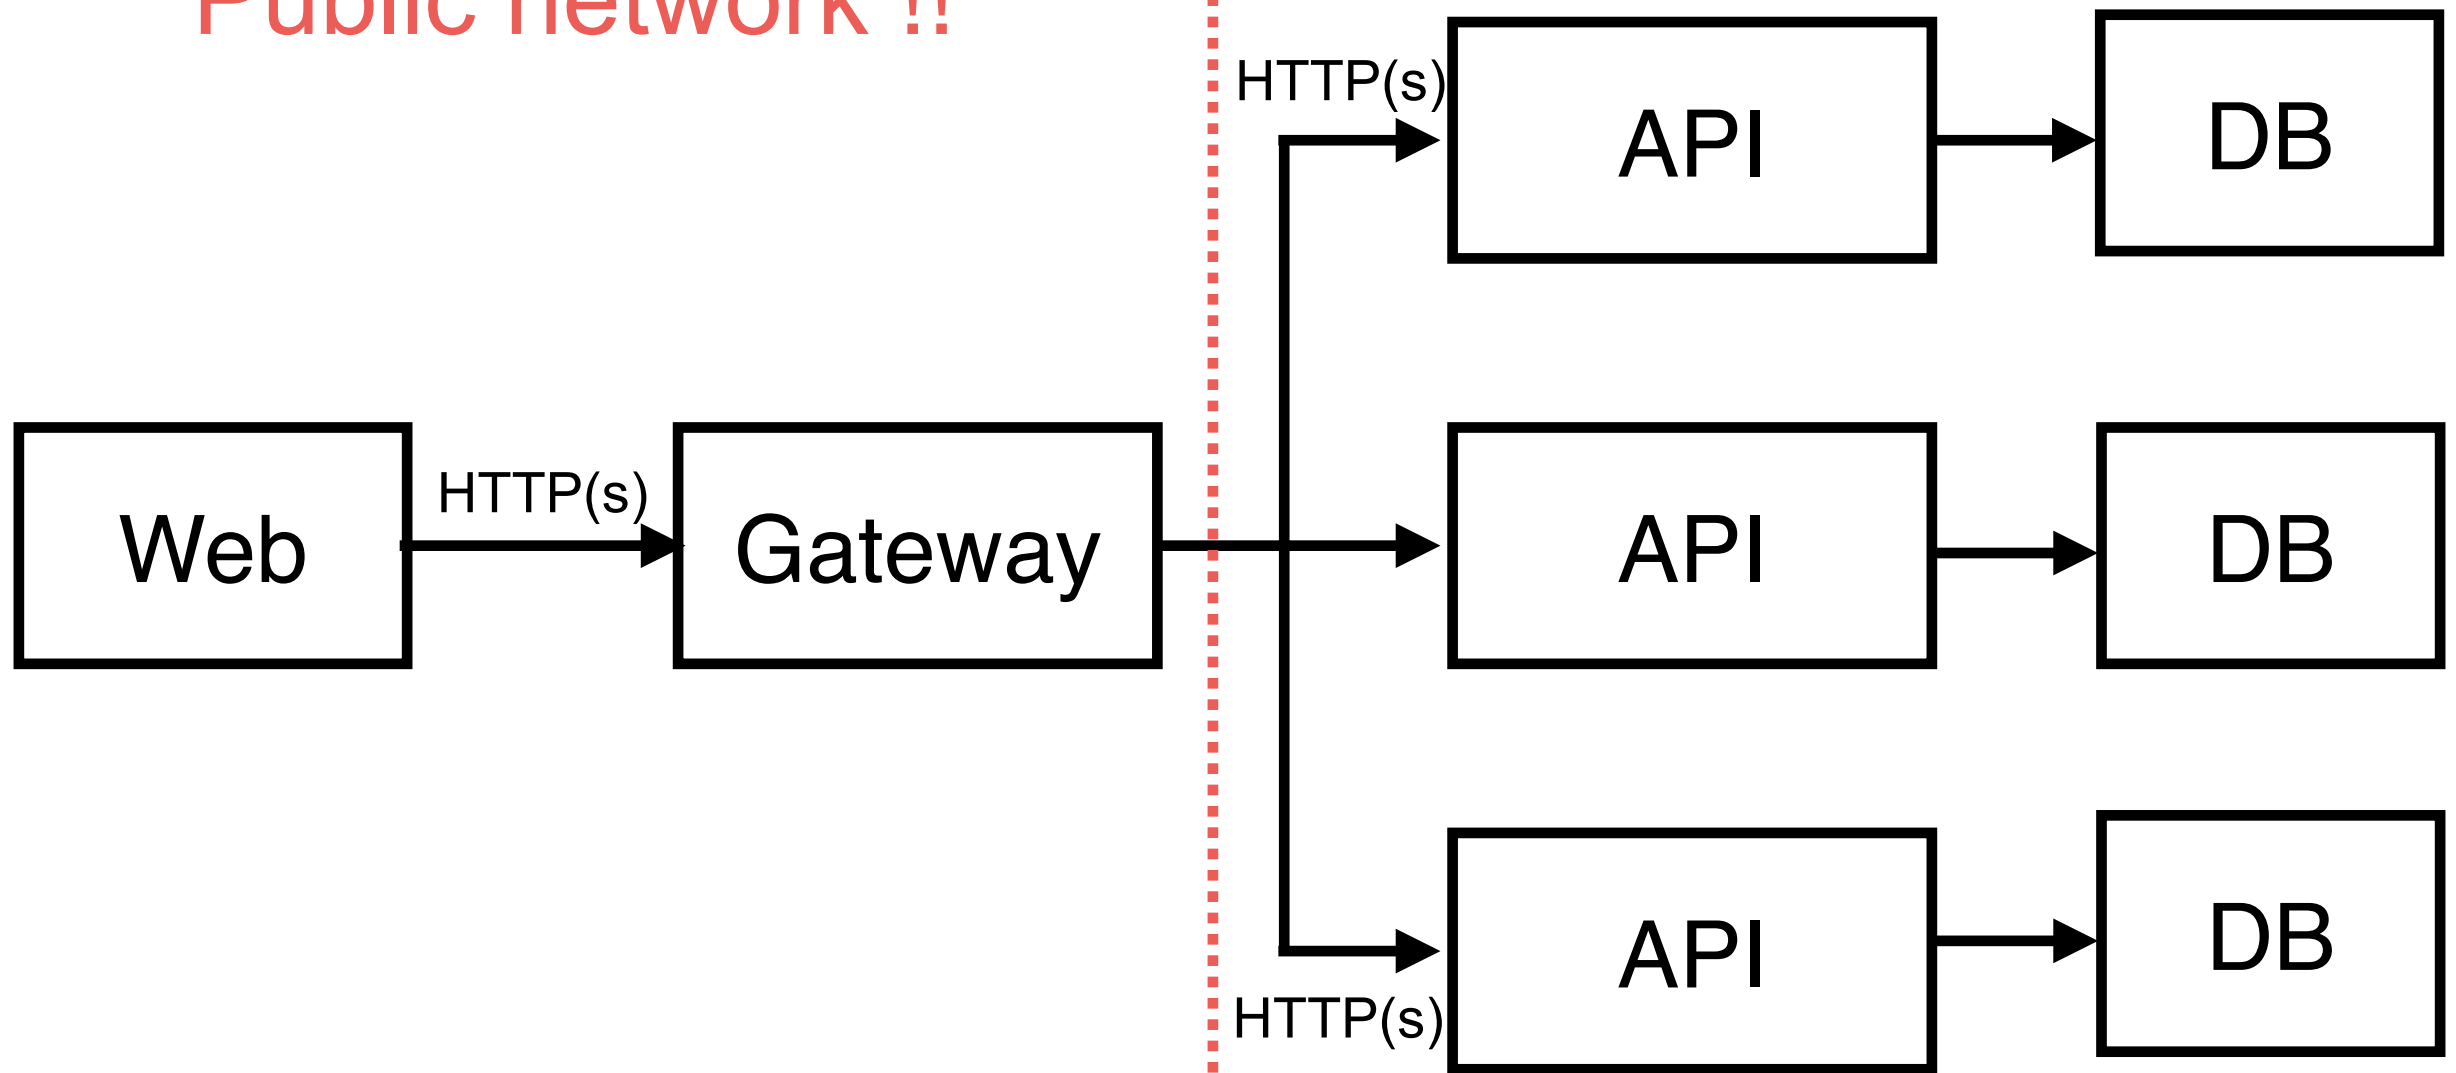 Public network !!
HTTP(s)
API
DB
Web
HTTP(s)
Gateway
API
DB
API
DB
HTTP(s)